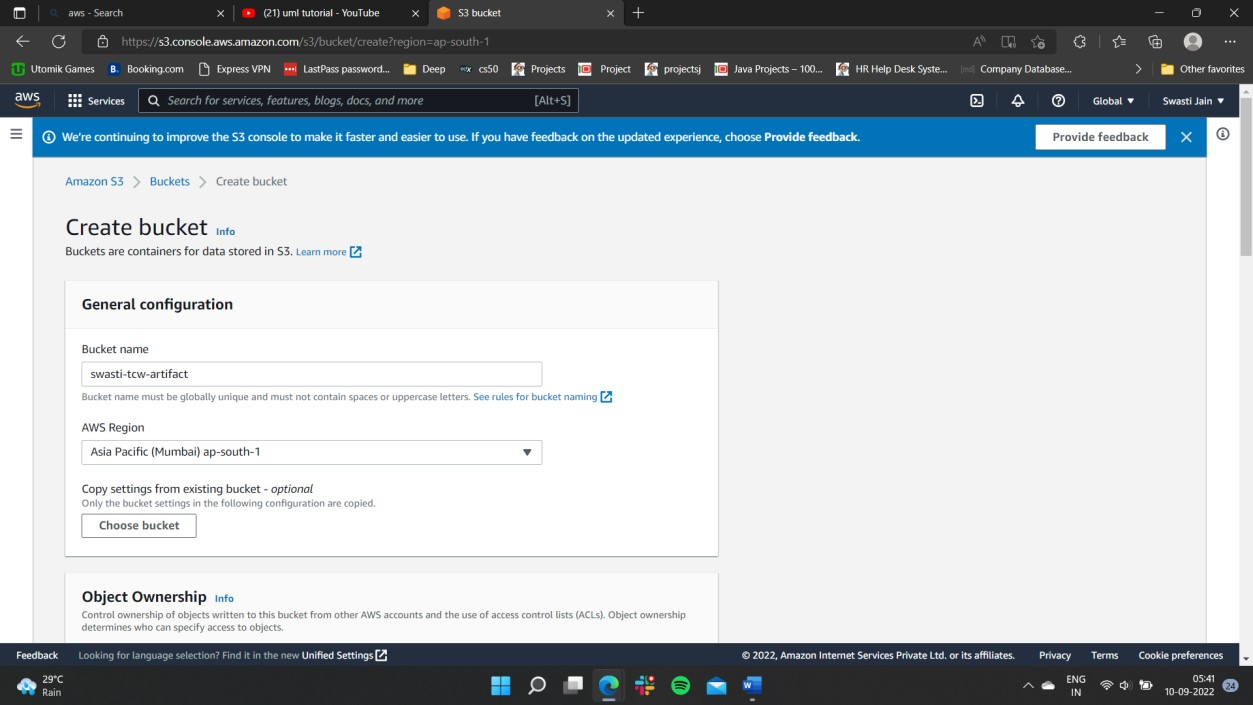 aws - Search
(21) uml tutorial - YouTube
S3 bucket
https://s3.console.aws.amazon.com/s3/bucket/create?region=ap-south-1
Utomik Games
Booking.com
Express VPN
LastPass password...
Deep
cs50
Projects
Project
projectsj
Java Projects – 100...
HR Help Desk Syste...
Company Database...
Other favorites
aws
Services
Search for services, features, blogs, docs, and more
[Alt+S]
Global
Swasti Jain
We're continuing to improve the S3 console to make it faster and easier to use. If you have feedback on the updated experience, choose Provide feedback.
Provide feedback
Amazon S3
Buckets
Create bucket
Create bucket Info
Buckets are containers for data stored in S3. Learn more
General configuration
Bucket name
swasti-tcw-artifact
Bucket name must be globally unique and must not contain spaces or uppercase letters. See rules for bucket naming
AWS Region
Asia Pacific (Mumbai) ap-south-1
Copy settings from existing bucket - optional
Only the bucket settings in the following configuration are copied.
Choose bucket
Object Ownership Info
Control ownership of objects written to this bucket from other AWS accounts and the use of access control lists (ACLs). Object ownership
determines who can specify access to objects.
Feedback
Looking for language selection? Find it in the new Unified Settings
© 2022, Amazon Internet Services Private Ltd. or its affiliates.
Privacy
Terms
Cookie preferences
29°C
Rain
ENG
IN
05:41
10-09-2022
24